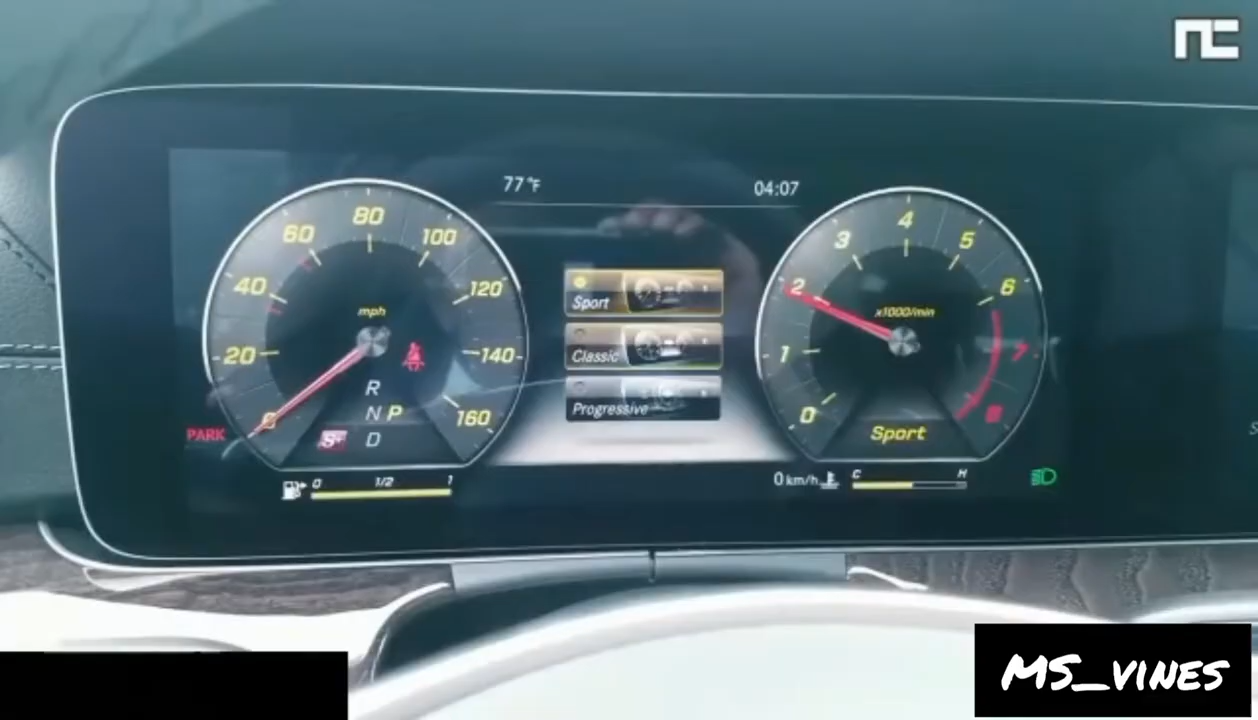 77°F
04:07
0
20
40
60
80
100
120
140
160
mph
R
N P
D
S+
PARK
0 1/2 1
Sport
Classic
Progressive
0
1
2
3
4
5
6
7
8
x1000/min
Sport
0 km/h
C H
MS_VINES